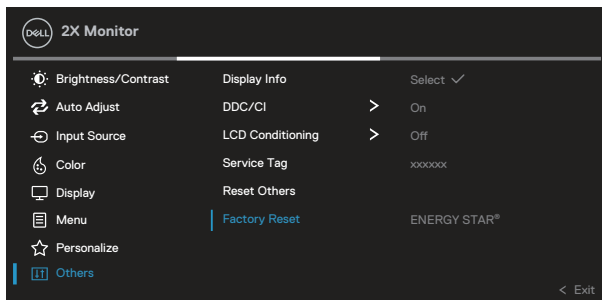 DELL 2X Monitor
Brightness/Contrast Display Info Select ✓
Auto Adjust DDC/CI > On
Input Source LCD Conditioning > Off
Color Service Tag xxxxxx
Display Reset Others
Menu Factory Reset ENERGY STAR®
Personalize
Others
< Exit